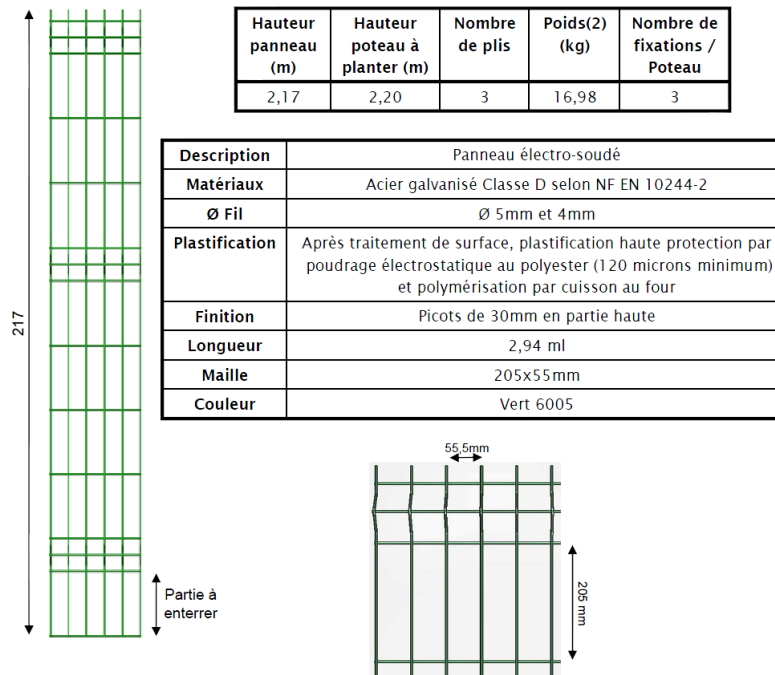 Hauteur panneau (m) Hauteur poteau à planter (m) Nombre de plis Poids(2) (kg) Nombre de fixations / Poteau
2,17 2,20 3 16,98 3
Description Panneau électro-soudé
Matériaux Acier galvanisé Classe D selon NF EN 10244-2
Ø Fil Ø 5mm et 4mm
Plastification Après traitement de surface, plastification haute protection par
poudrage électrostatique au polyester (120 microns minimum)
et polymérisation par cuisson au four
Finition Picots de 30mm en partie haute
Longueur 2,94 ml
Maille 205x55mm
Couleur Vert 6005
217
Partie à
enterrer
55,5mm
205 mm